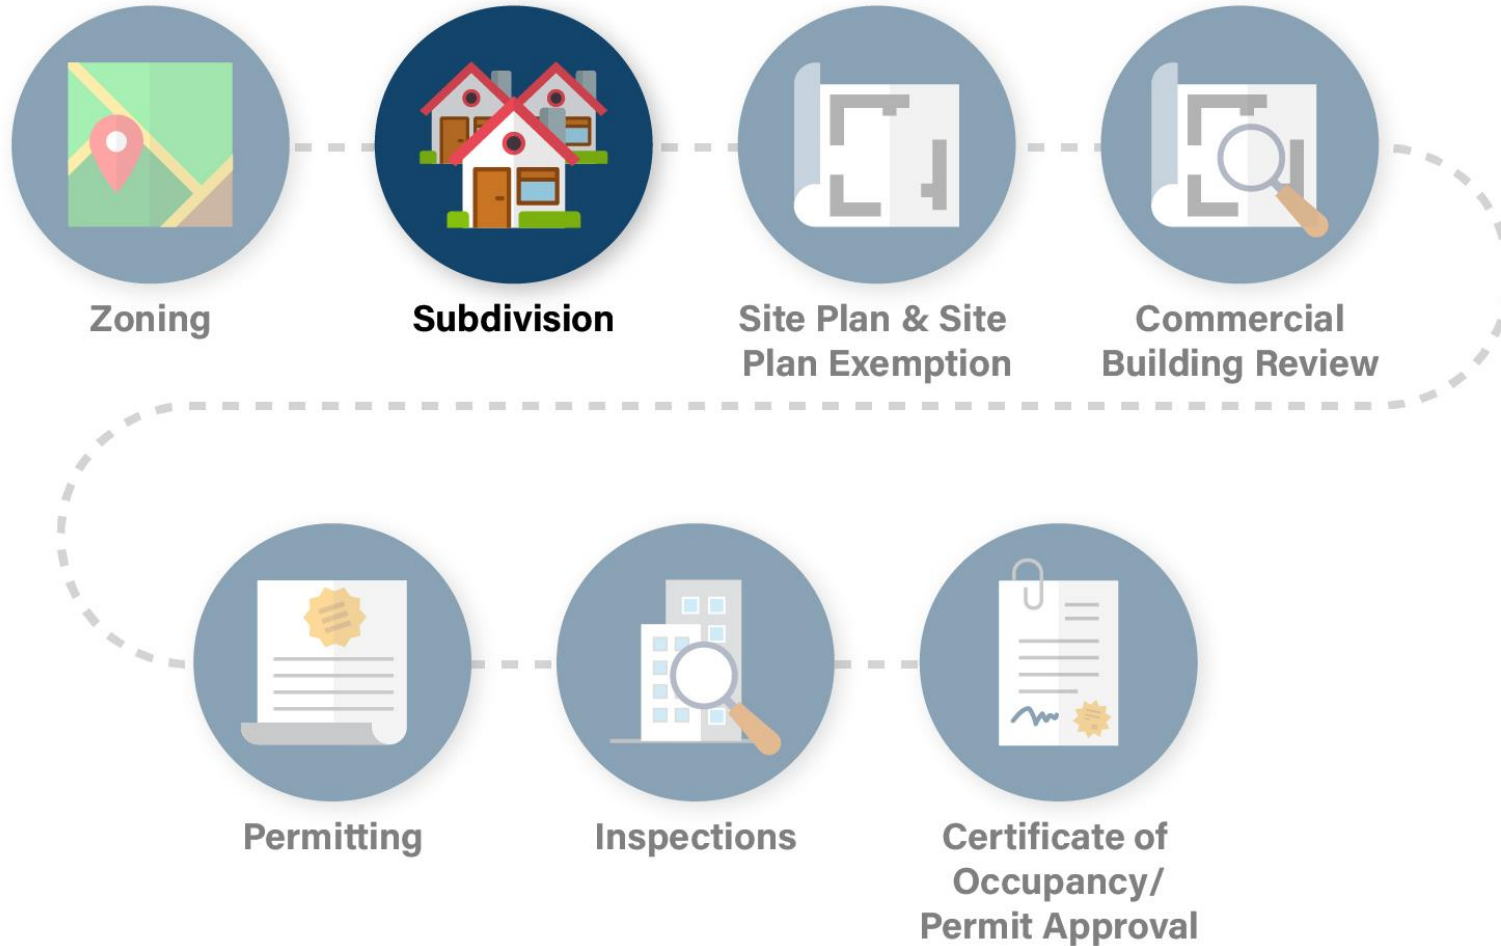 Zoning
Subdivision
Site Plan & Site
Plan Exemption
Commercial
Building Review
Permitting
Inspections
Certificate of
Occupancy/
Permit Approval